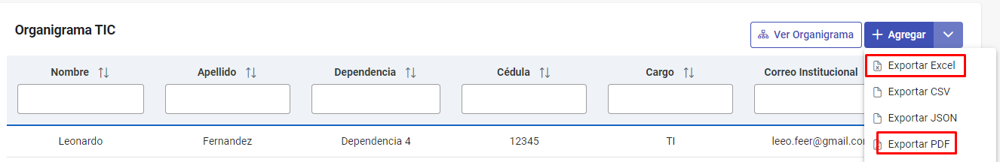 Organigrama TIC
Ver Organigrama
Agregar
Exportar Excel
Exportar CSV
Exportar JSON
Exportar PDF
Nombre Apellido Dependencia Cédula Cargo Correo Institucional
Leonardo Fernandez Dependencia 4 12345 TI leeo.feer@gmail.co